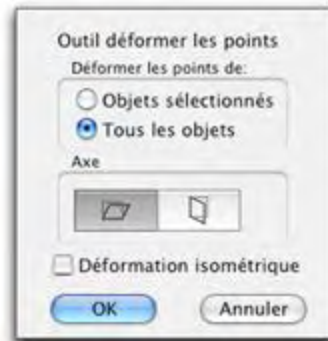 Outil déformer les points
Déformer les points de:
Objets sélectionnés
Tous les objets
Axe
Déformation isométrique
OK
Annuler